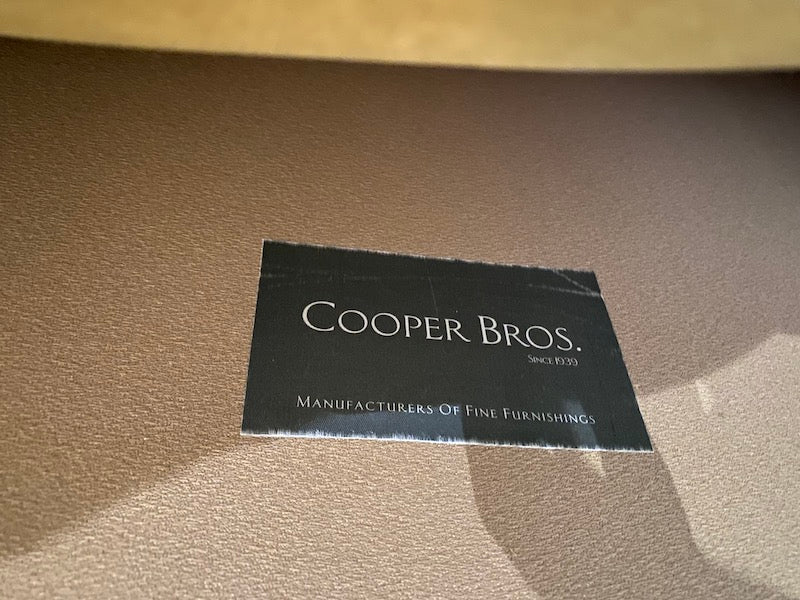 Cooper Bros.
Since 1939
Manufacturers Of Fine Furnishings